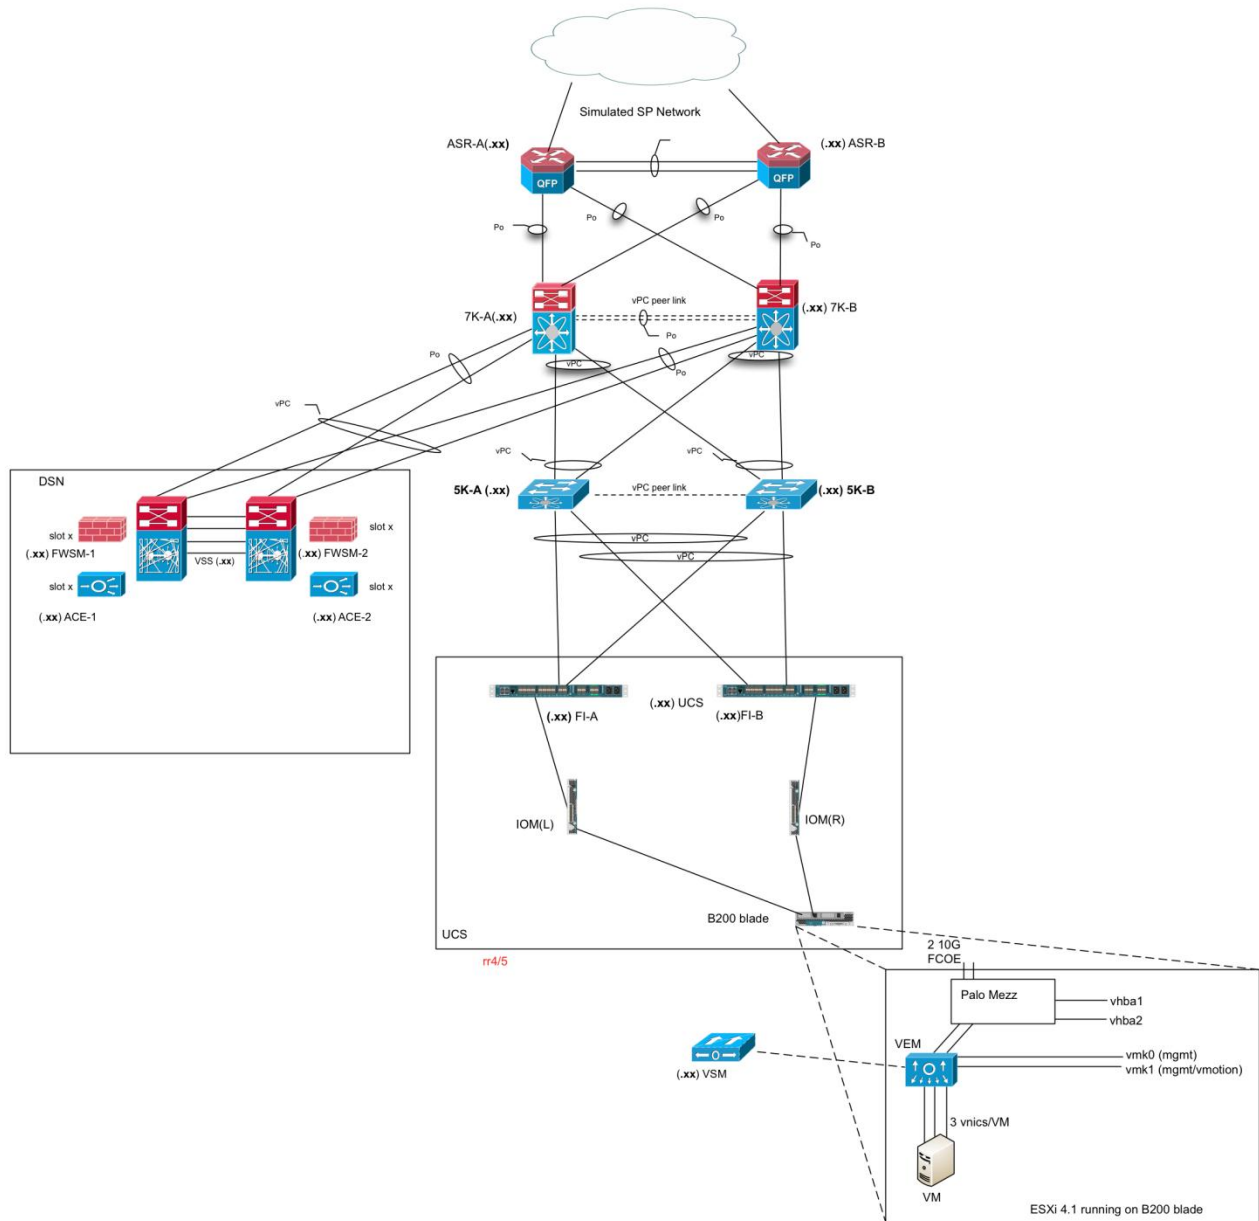 Simulated SP Network
ASR-A(.xx)
(.xx) ASR-B
QFP
QFP
Po
Po
Po
Po
7K-A(.xx)
vPC peer link
(.xx) 7K-B
Po
Po
vPC
Po
vPC
vPC
vPC
vPC
DSN
5K-A (.xx)
vPC peer link
(.xx) 5K-B
slot x
slot x
(.xx) FWSM-1
VSS (.xx)
(.xx) FWSM-2
vPC
vPC
slot x
slot x
(.xx) ACE-1
(.xx) ACE-2
(.xx) FI-A
(.xx) UCS
(.xx)FI-B
IOM(L)
IOM(R)
B200 blade
UCS
rr4/5
2 10G
FCOE
Palo Mezz
vhba1
vhba2
VEM
vmk0 (mgmt)
vmk1 (mgmt/vmotion)
(.xx) VSM
3 vnics/VM
VM
ESXi 4.1 running on B200 blade